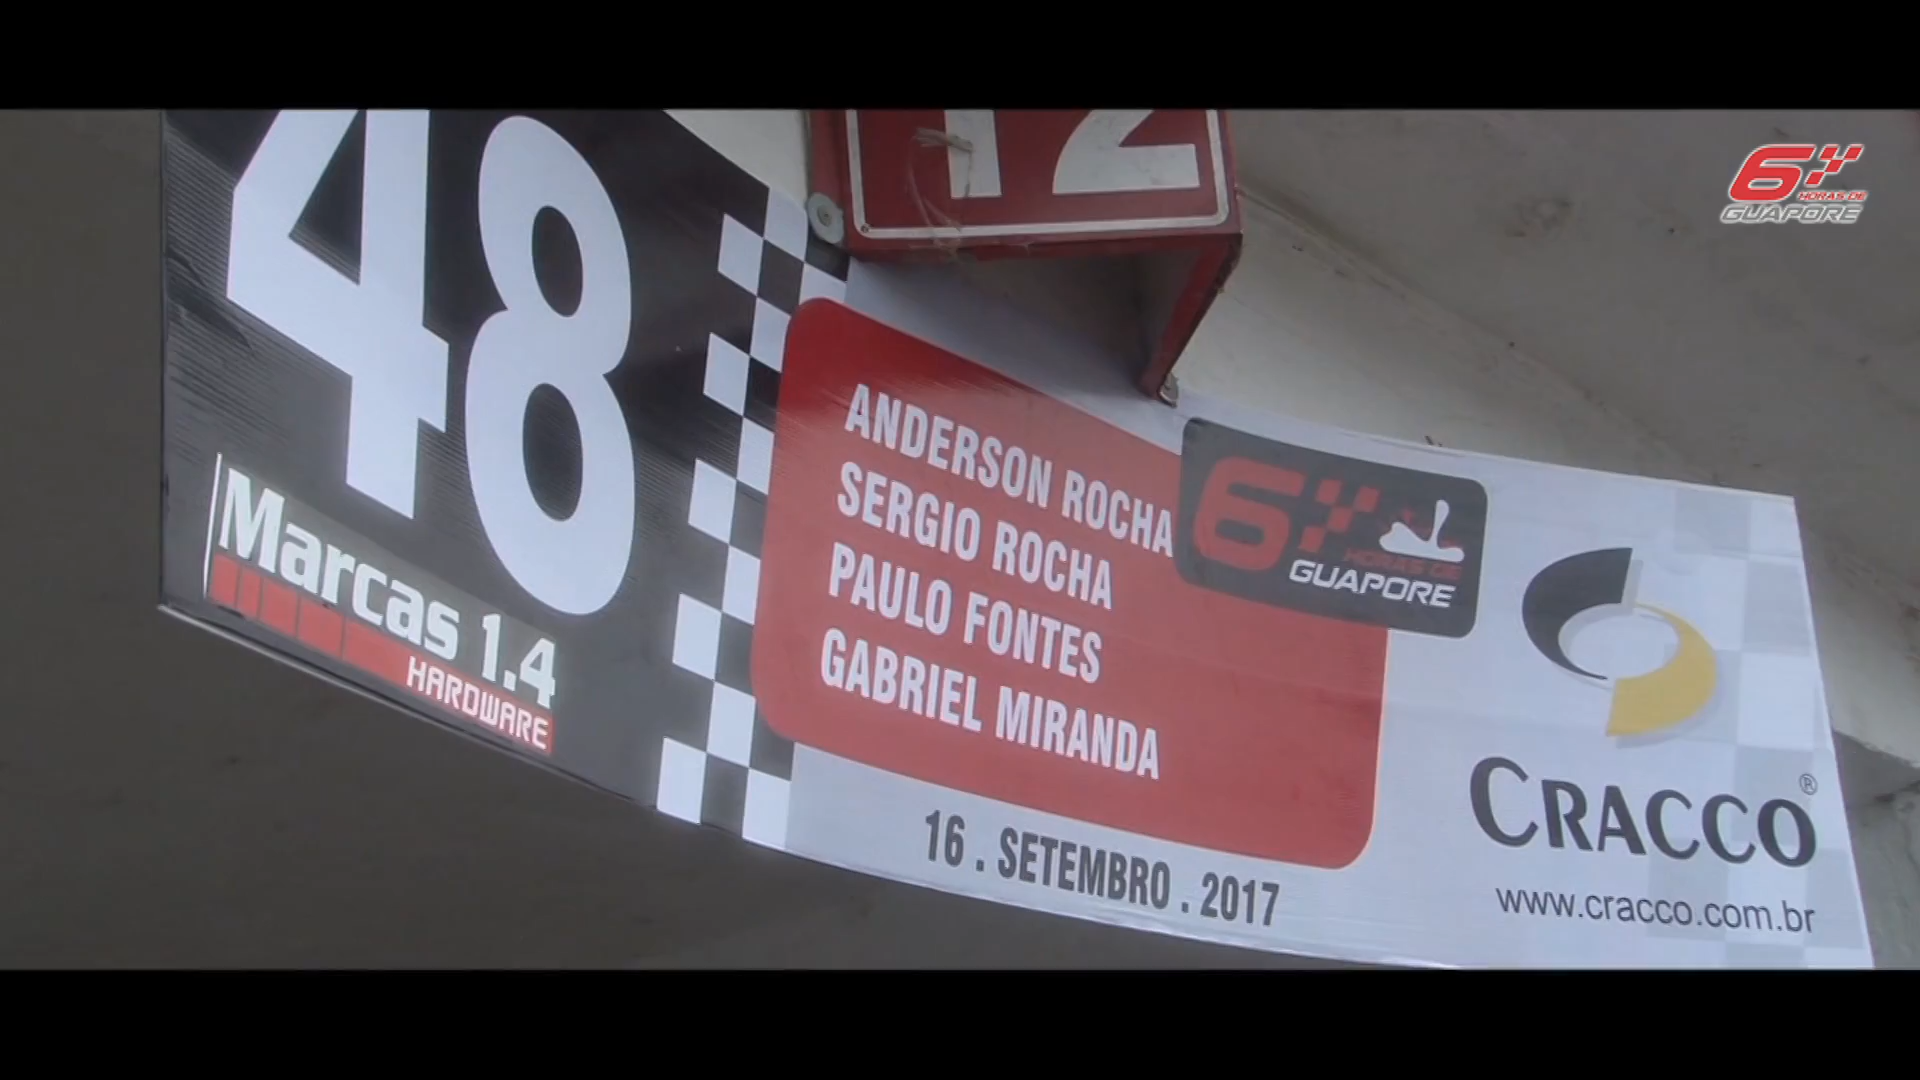 48
12
6
HORAS DE
GUAPORE
Marcas 1.4
HARDWARE
ANDERSON ROCHA
SERGIO ROCHA
PAULO FONTES
GABRIEL MIRANDA
6
HORAS DE
GUAPORE
16 . SETEMBRO . 2017
CRACCO®
www.cracco.com.br